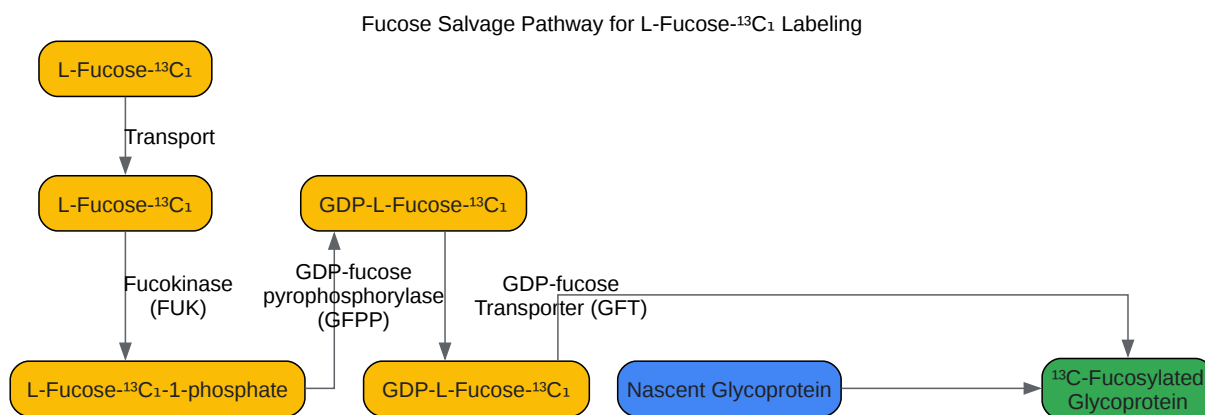 Fucose Salvage Pathway for L-Fucose-¹³C₁ Labeling
L-Fucose-¹³C₁
Transport
L-Fucose-¹³C₁
GDP-L-Fucose-¹³C₁
Fucokinase
(FUK)
GDP-fucose
pyrophosphorylase
(GFPP)
GDP-fucose
Transporter (GFT)
L-Fucose-¹³C₁-1-phosphate
GDP-L-Fucose-¹³C₁
Nascent Glycoprotein
¹³C-Fucosylated
Glycoprotein